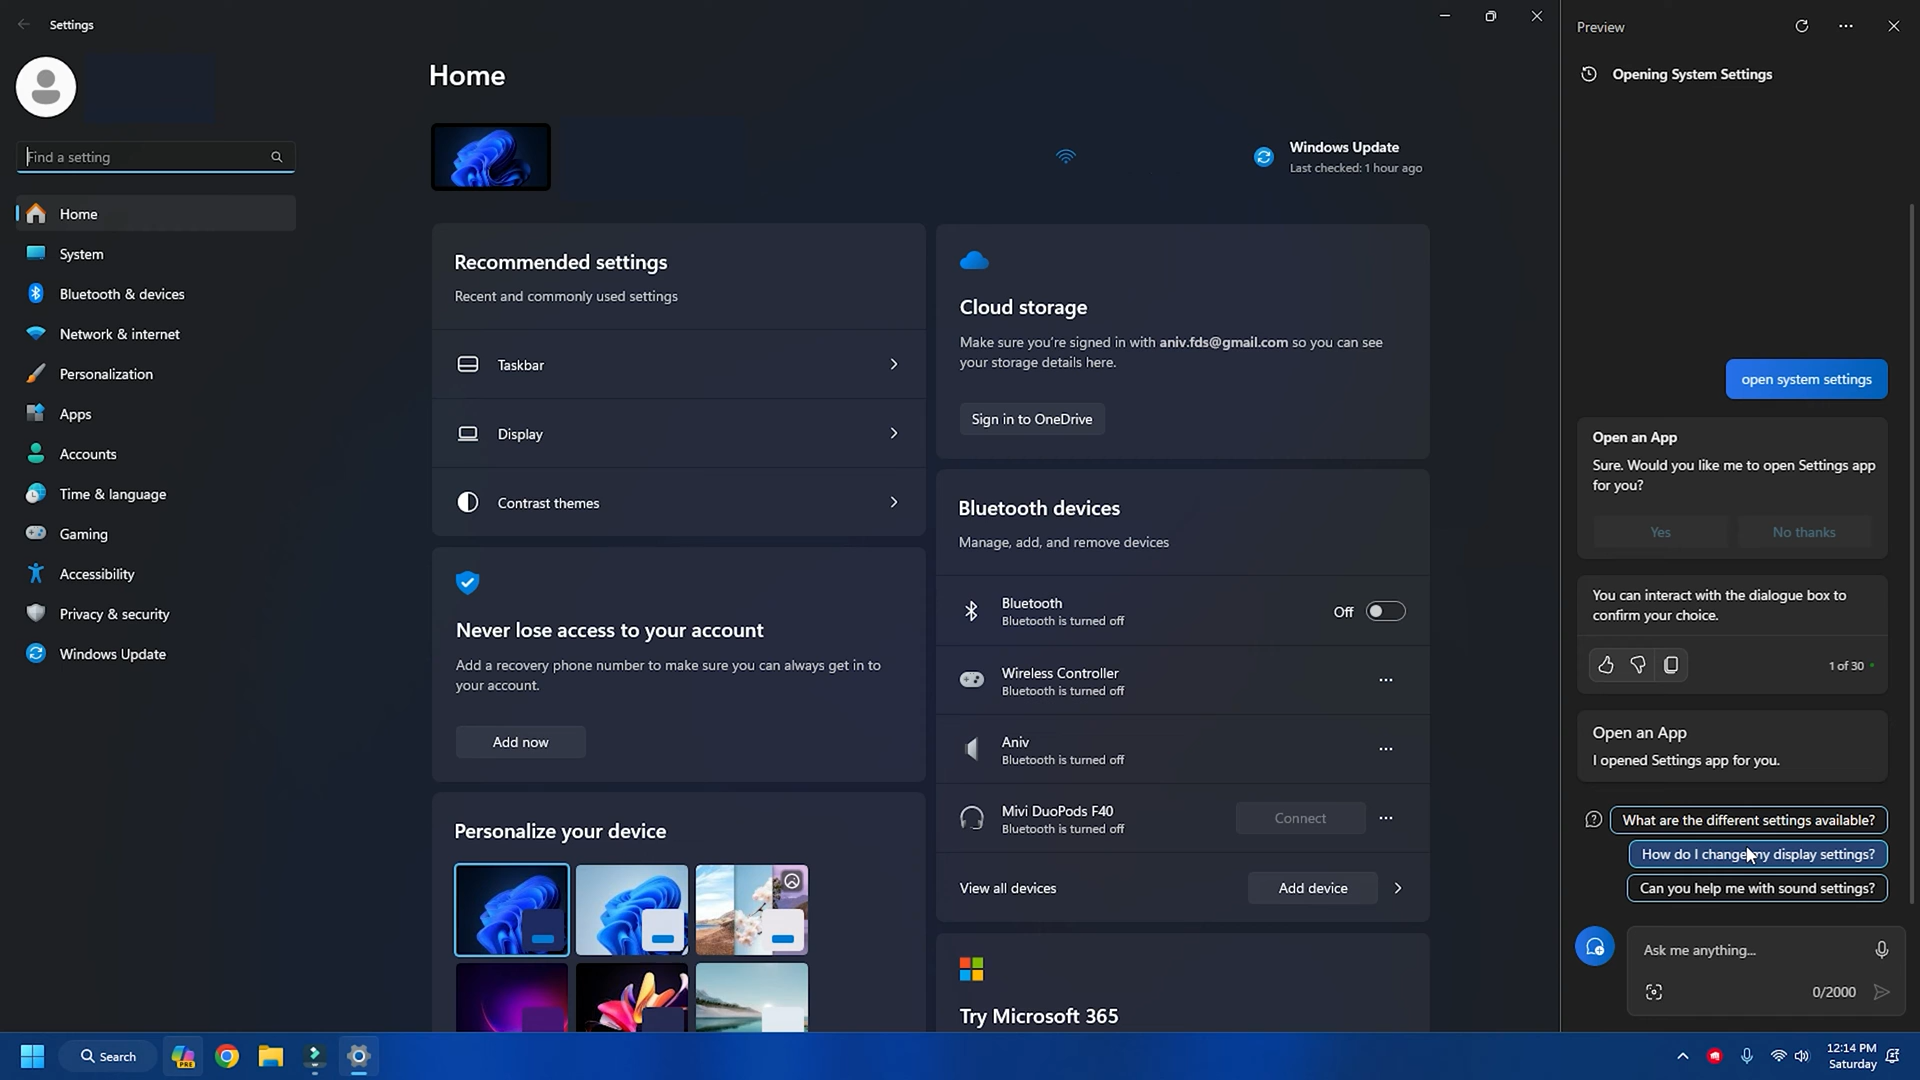 Settings
Find a setting
Home
System
Bluetooth & devices
Network & internet
Personalization
Apps
Accounts
Time & language
Gaming
Accessibility
Privacy & security
Windows Update
Home
Windows Update
Last checked: 1 hour ago
Recommended settings
Recent and commonly used settings
Taskbar
Display
Contrast themes
Never lose access to your account
Add a recovery phone number to make sure you can always get in to
your account.
Add now
Personalize your device
Cloud storage
Make sure you're signed in with aniv.fds@gmail.com so you can see
your storage details here.
Sign in to OneDrive
Bluetooth devices
Manage, add, and remove devices
Bluetooth
Bluetooth is turned off
Off
Wireless Controller
Bluetooth is turned off
Aniv
Bluetooth is turned off
Mivi DuoPods F40
Bluetooth is turned off
Connect
View all devices
Add device
Try Microsoft 365
Preview
Opening System Settings
open system settings
Open an App
Sure. Would you like me to open Settings app
for you?
Yes
No thanks
You can interact with the dialogue box to
confirm your choice.
1 of 30
Open an App
I opened Settings app for you.
What are the different settings available?
How do I change my display settings?
Can you help me with sound settings?
Ask me anything...
0/2000
Search
PRE
12:14 PM
Saturday